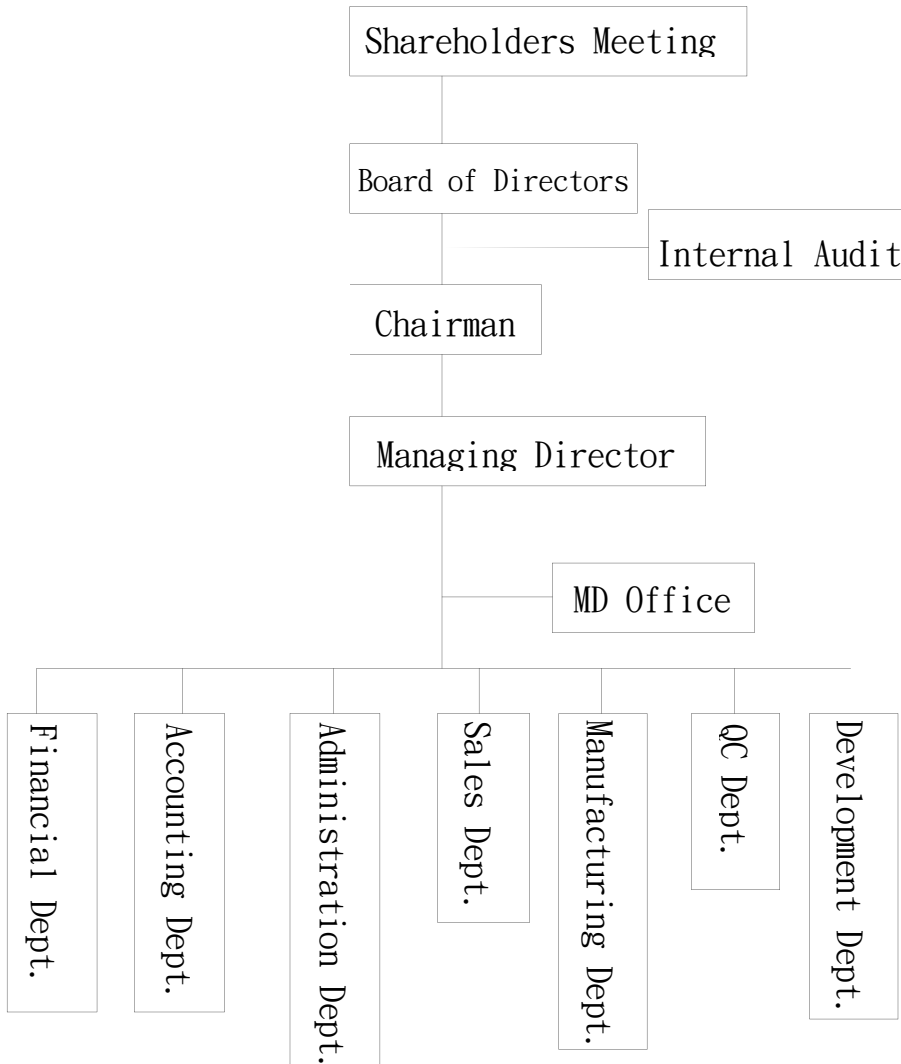 Shareholders Meeting
Board of Directors
Internal Audit
Chairman
Managing Director
MD Office
Financial Dept.
Accounting Dept.
Administration Dept.
Sales Dept.
Manufacturing Dept.
QC Dept.
Development Dept.